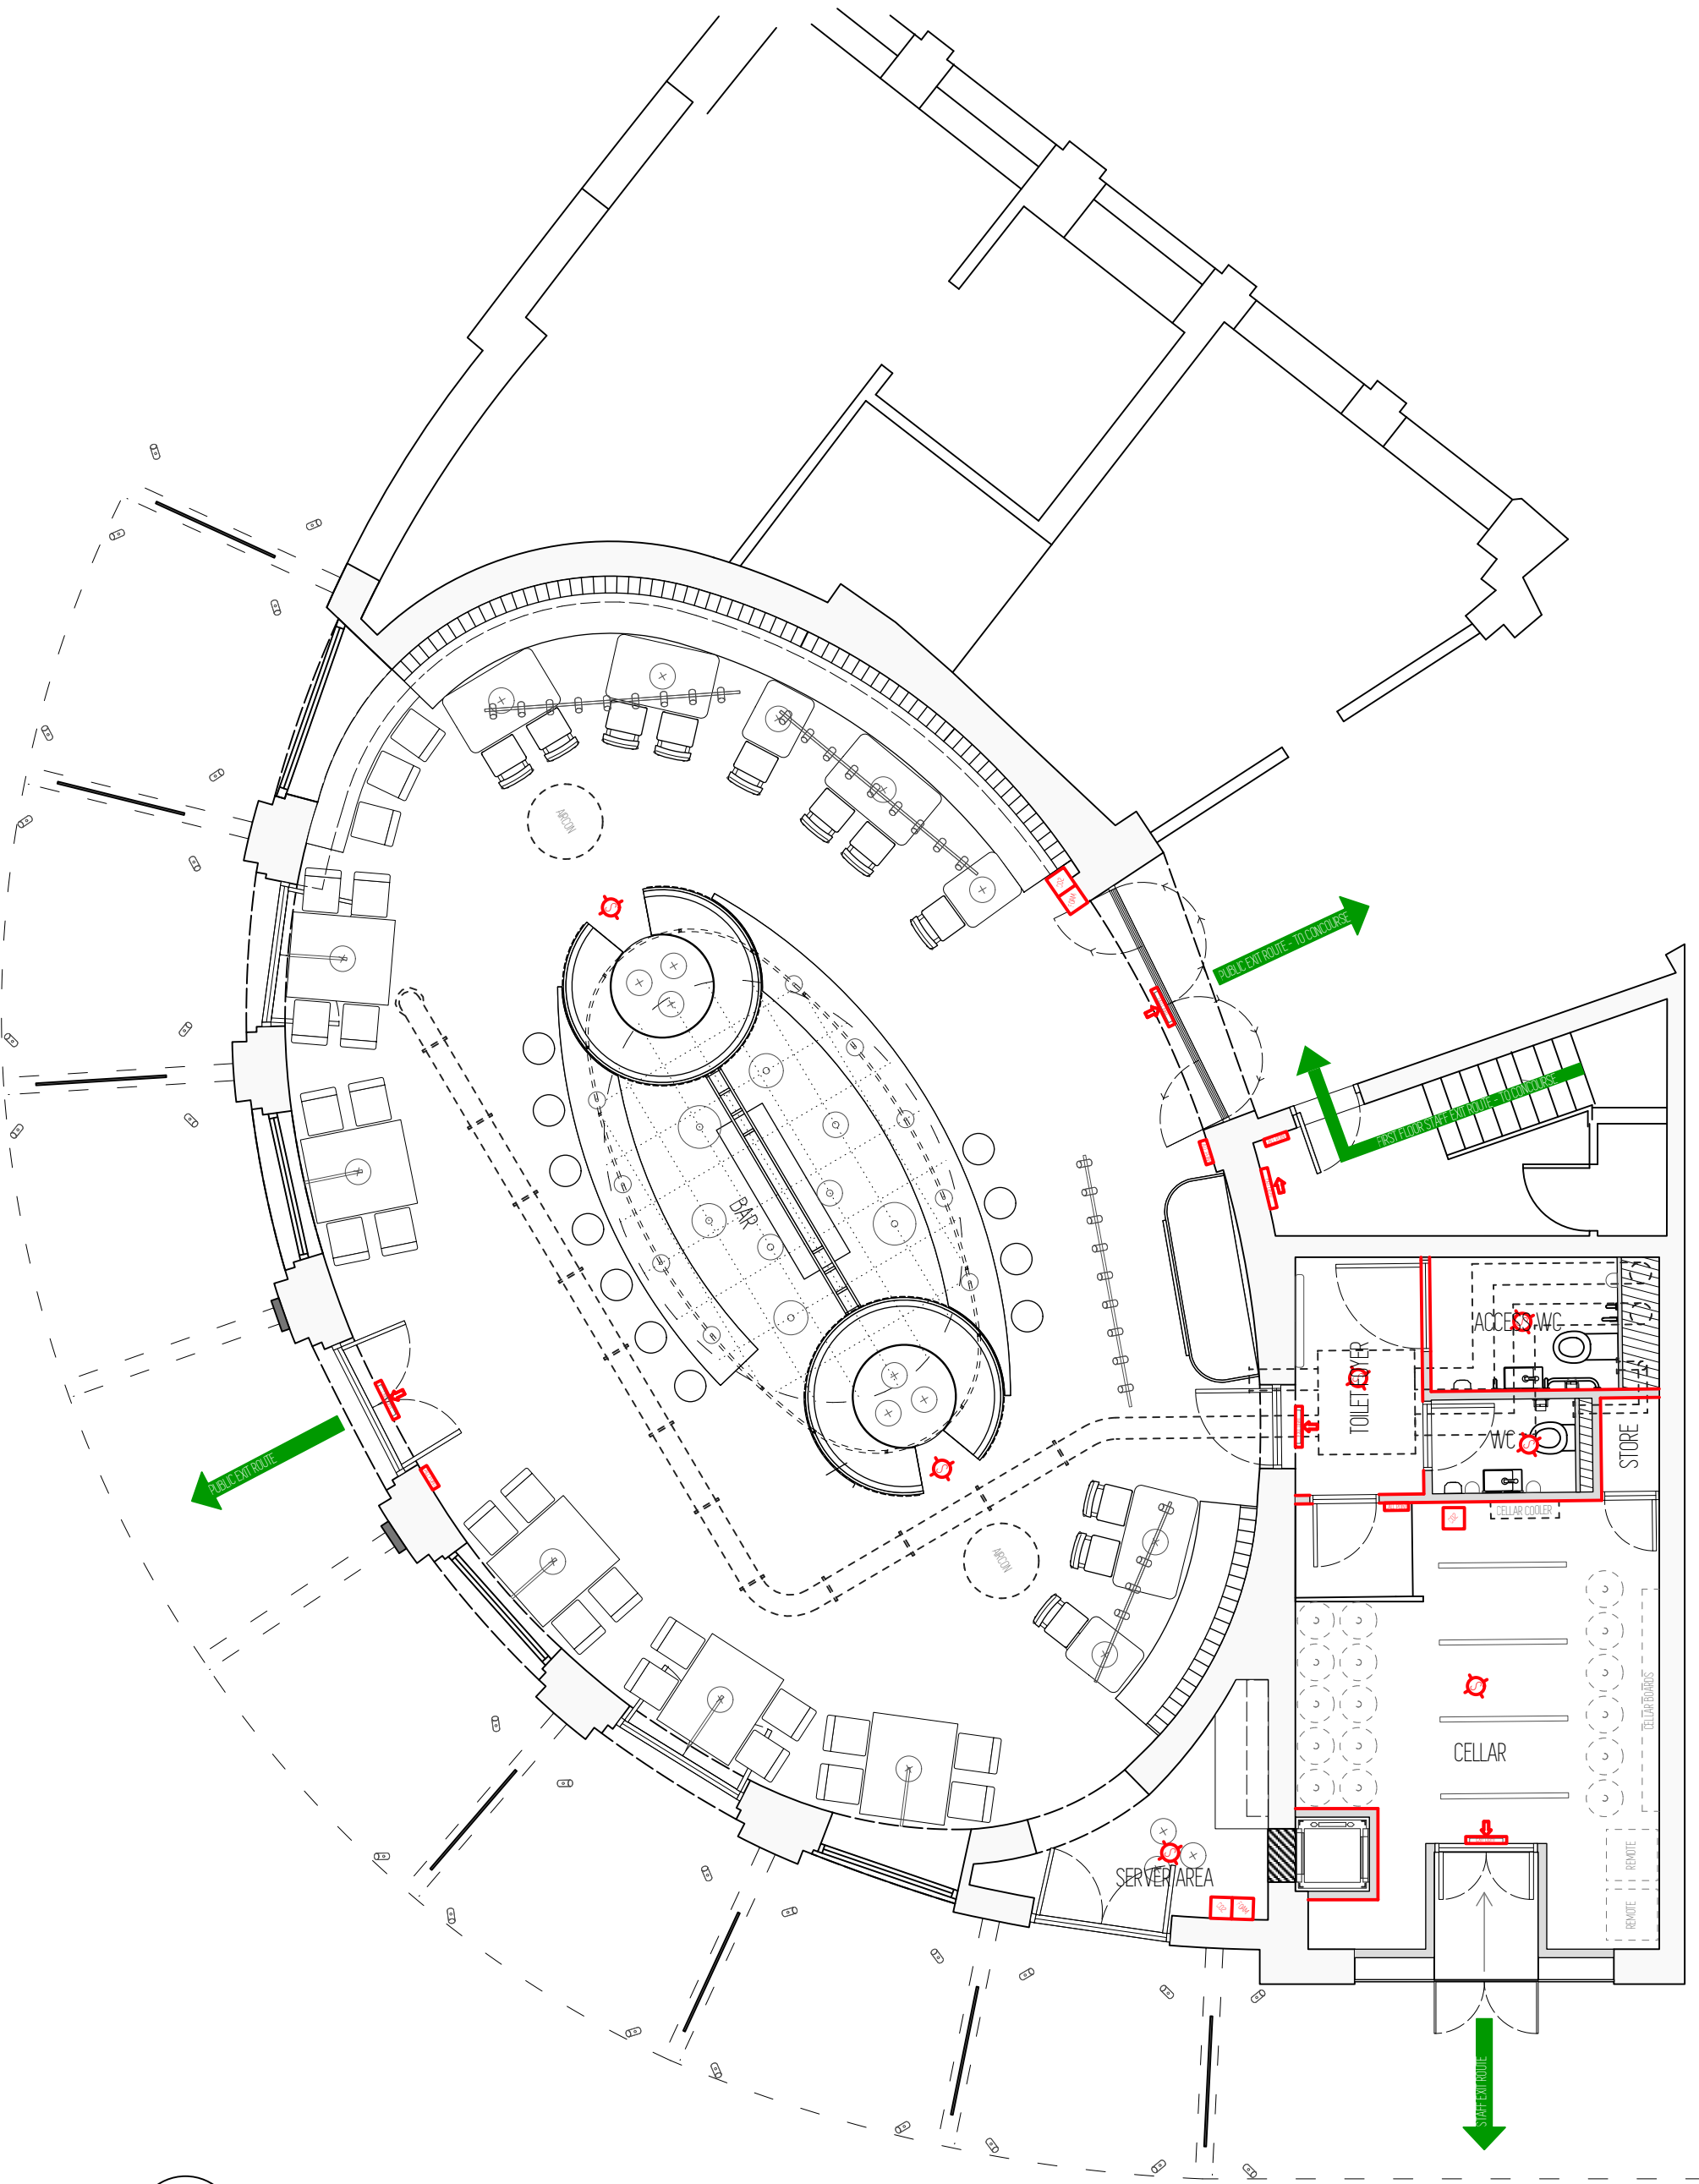 AIRCON
PUBLIC EXIT ROUTE - TO CONCOURSE
FIRST FLOOR STAFF EXIT ROUTE - TO CONCOURSE
BAR
ACCESS WC
TOILET FOYER
WC
STORE
PUBLIC EXIT ROUTE
CELLAR COOLER
AIRCON
CELLAR BOARDS
CELLAR
SERVER AREA
REMOTE
REMOTE
STAFF EXIT ROUTE